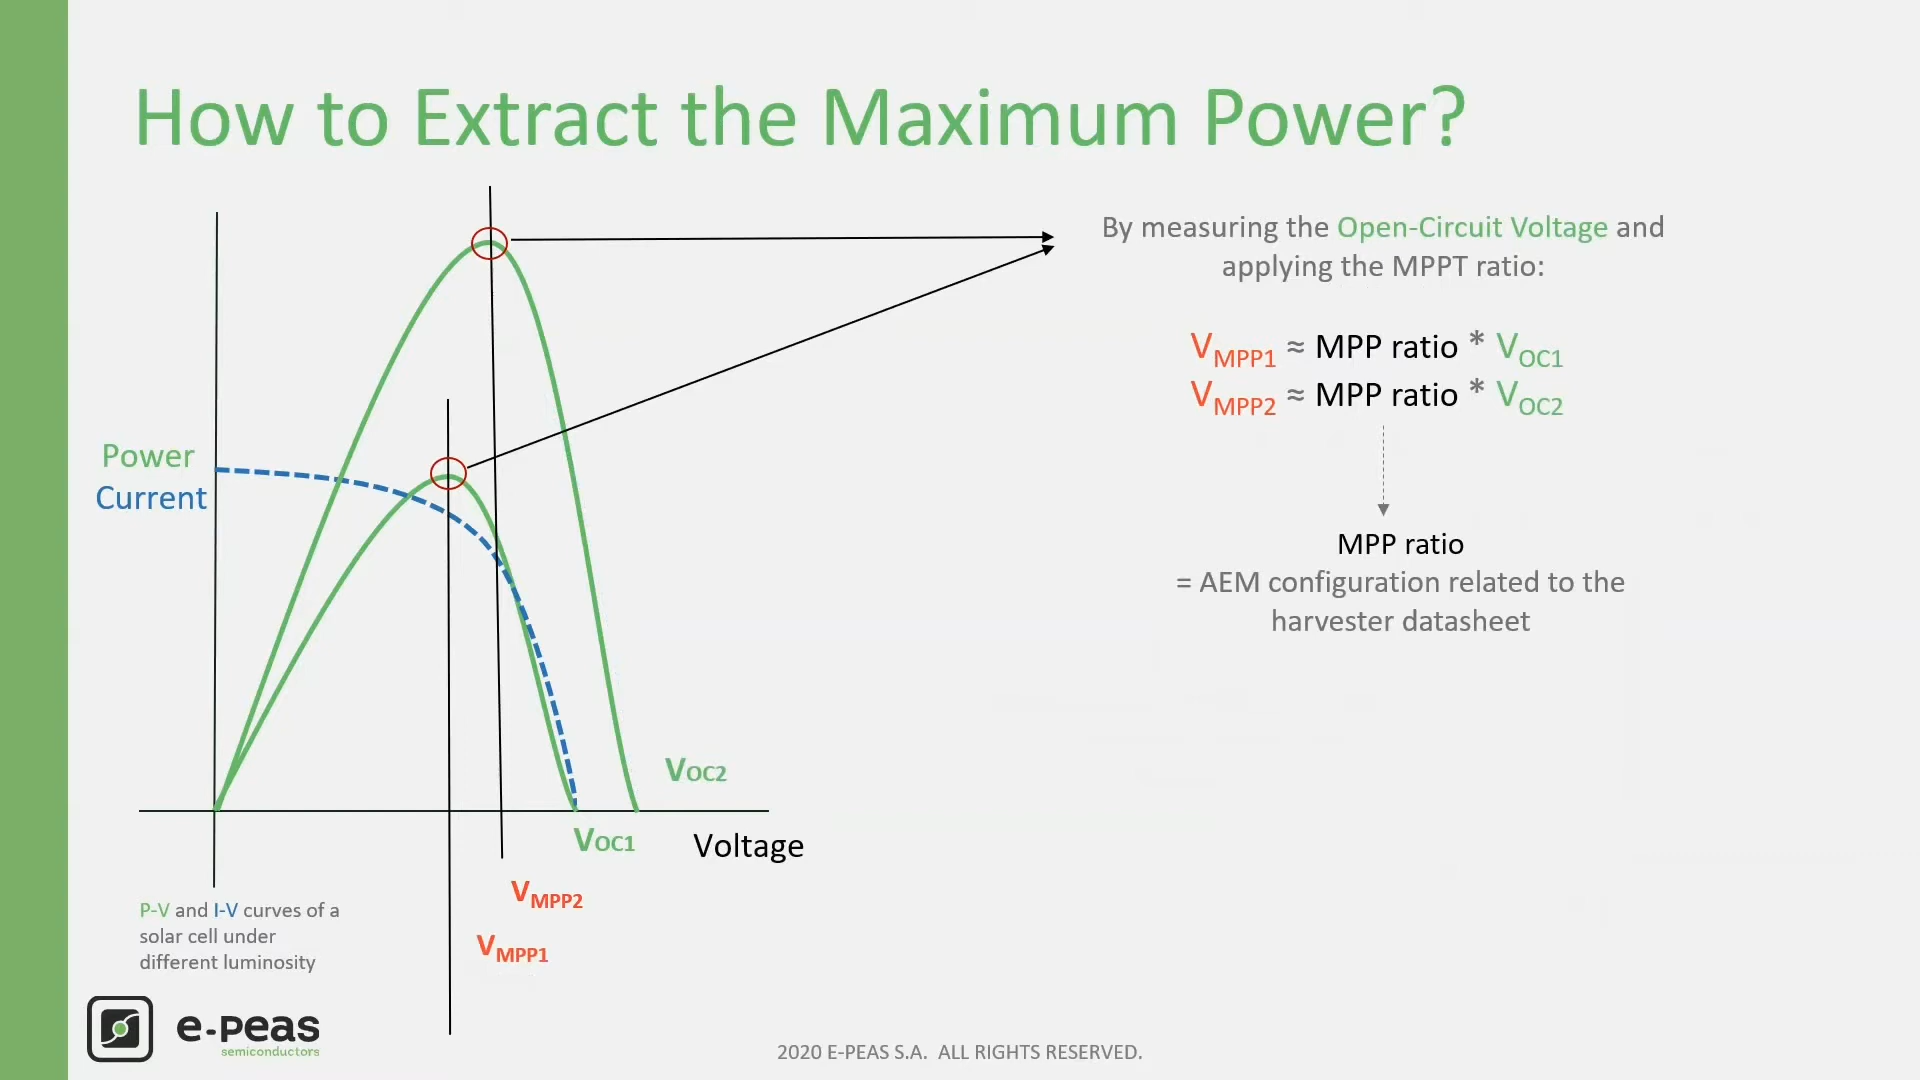 How to Extract the Maximum Power?
By measuring the Open-Circuit Voltage and
applying the MPPT ratio:
VMPP1 ≈ MPP ratio * VOC1
VMPP2 ≈ MPP ratio * VOC2
MPP ratio
= AEM configuration related to the
harvester datasheet
Power
Current
VOC2
VOC1
Voltage
VMPP2
VMPP1
P-V and I-V curves of a
solar cell under
different luminosity
e-peas
semiconductors
2020 E-PEAS S.A. ALL RIGHTS RESERVED.